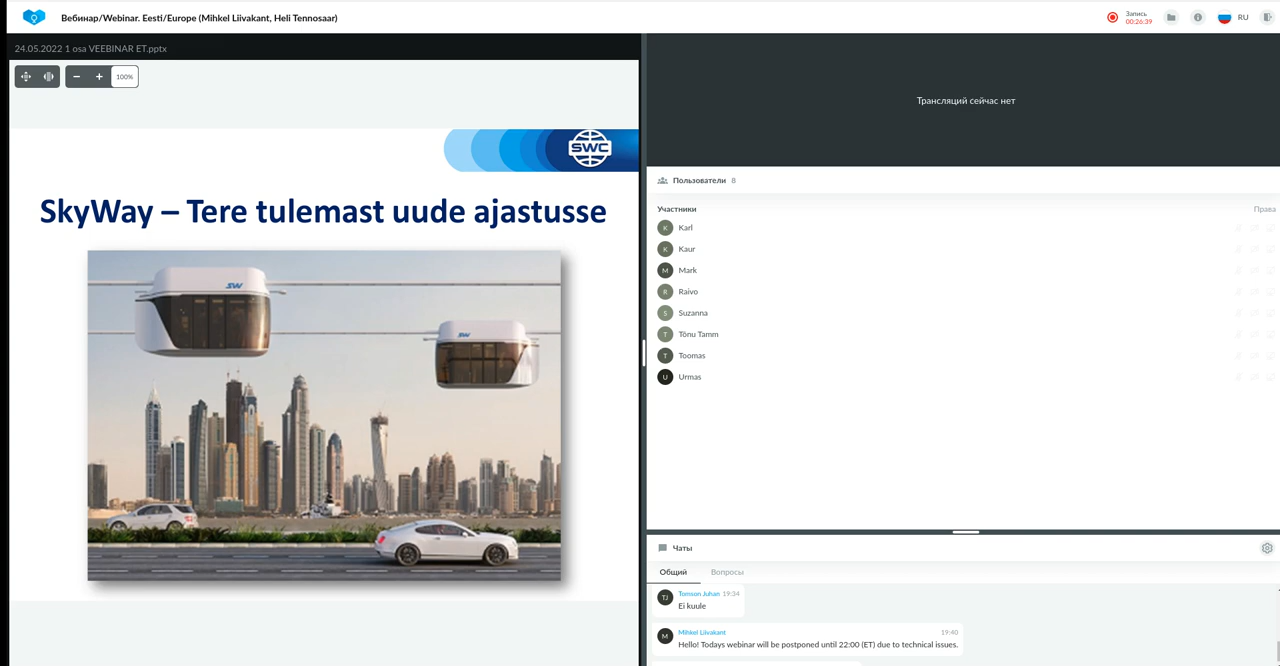 Вебинар/Webinar. Eesti/Europe (Mihkel Liivakant, Heli Tennosaar)
Запись
00:26:39
RU
24.05.2022 1 osa VEEBINAR ET.pptx
100%
SWC
SkyWay – Tere tulemast uude ajastusse
SW
SW
Трансляций сейчас нет
Пользователи 8
Участники
Права
K Karl
K Kaur
M Mark
R Raivo
S Suzanna
T Tõnu Tamm
T Toomas
U Urmas
Чаты
Общий Вопросы
TJ Tomson Juhan 19:34
Ei kuule
M Mihkel Liivakant 19:40
Hello! Todays webinar will be postponed until 22:00 (ET) due to technical issues.